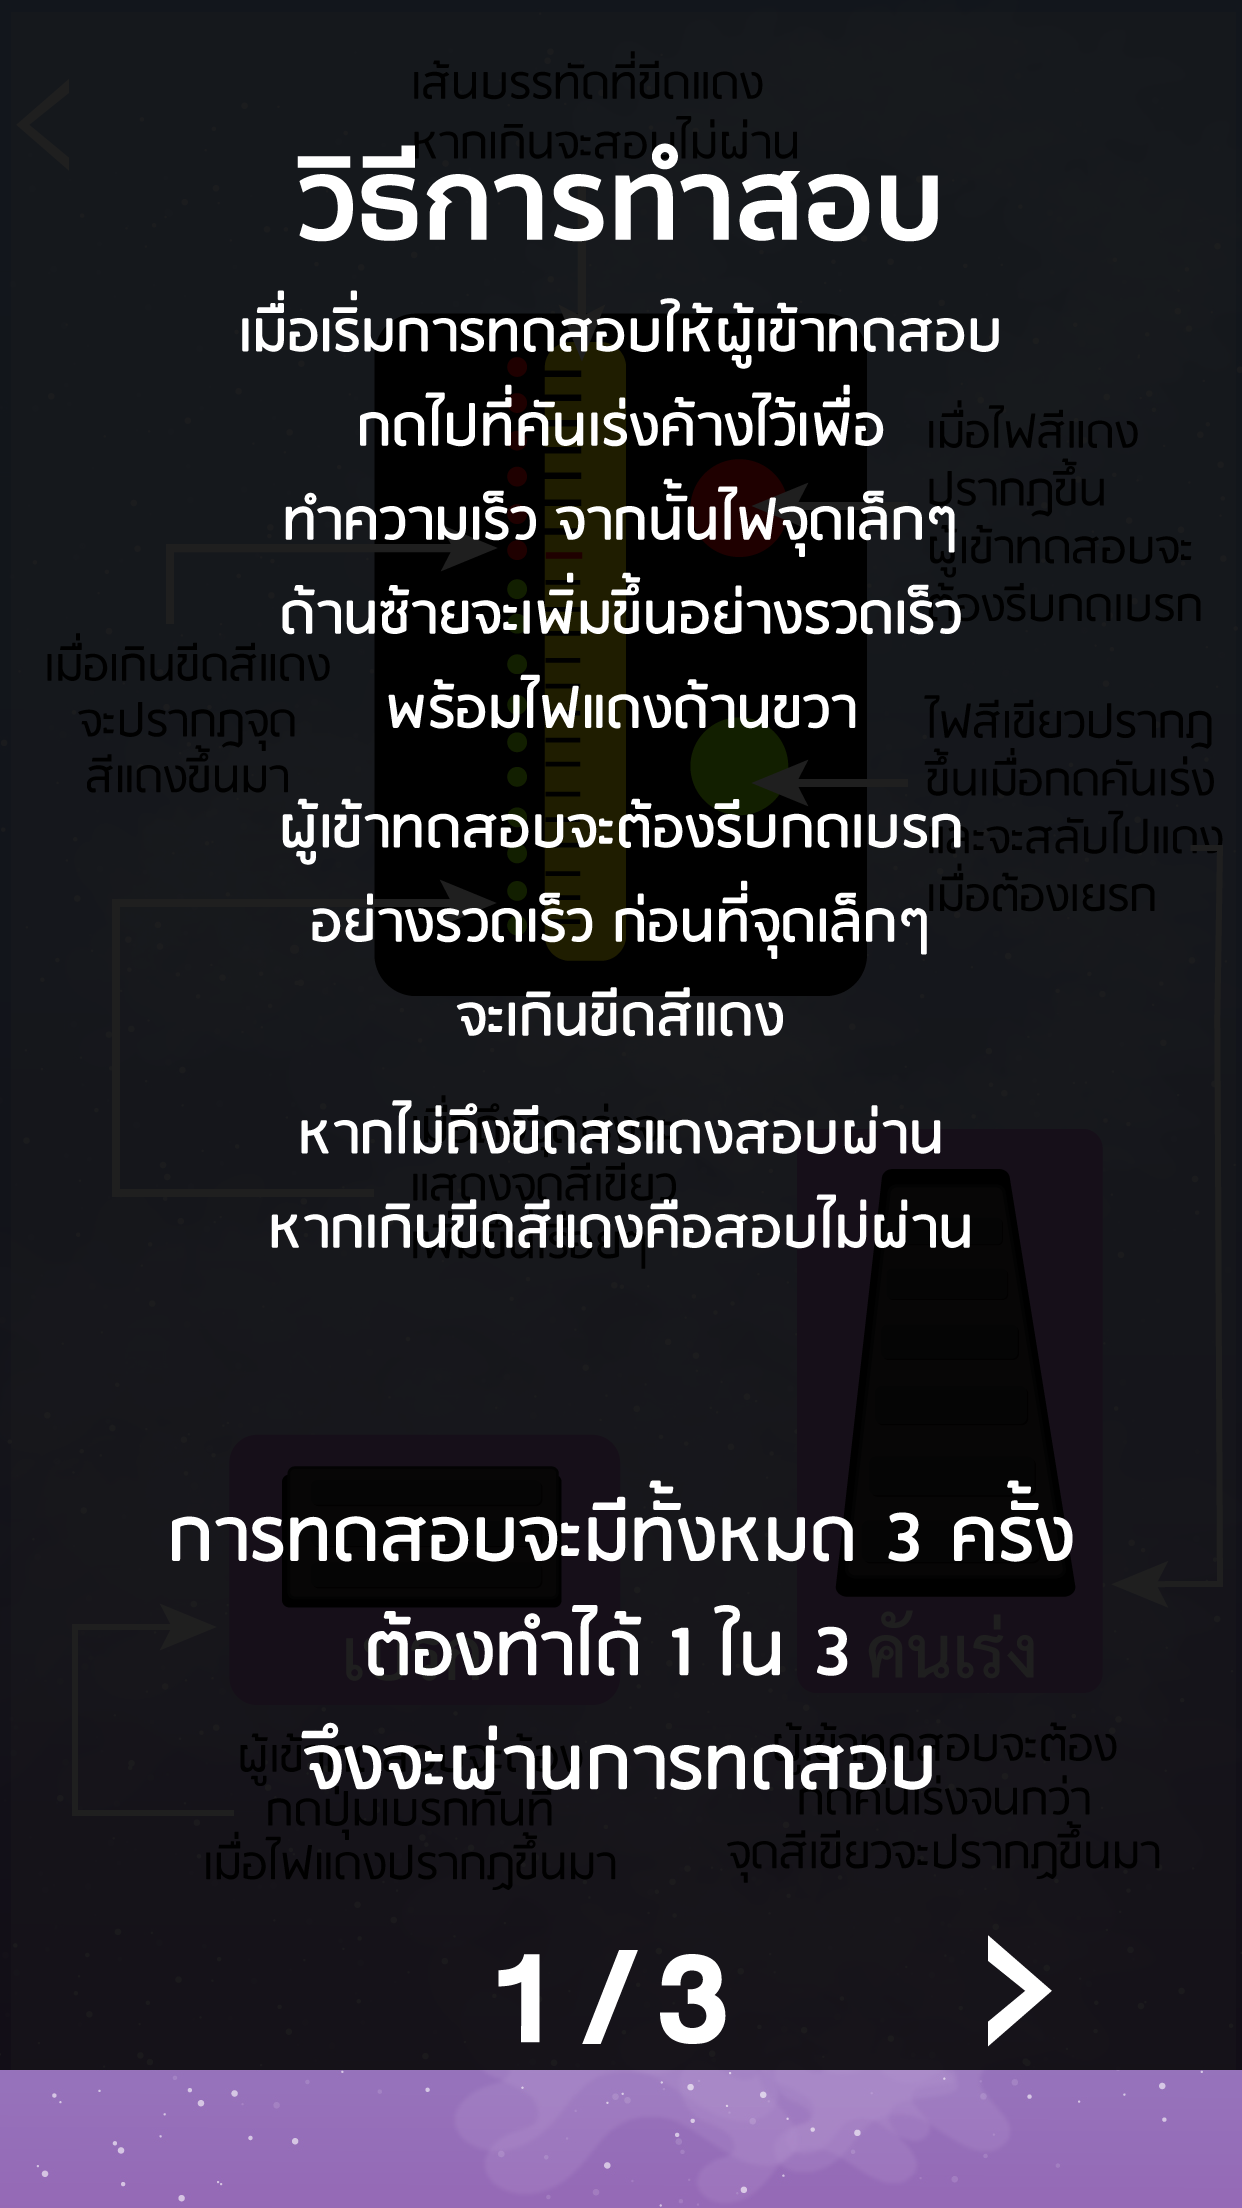 วิธีการทำสอบ
เมื่อเริ่มการทดสอบให้ผู้เข้าทดสอบ
กดไปที่คันเร่งค้างไว้เพื่อ
ทำความเร็ว จากนั้นไฟจุดเล็กๆ
ด้านซ้ายจะเพิ่มขึ้นอย่างรวดเร็ว
พร้อมไฟแดงด้านขวา
ผู้เข้าทดสอบจะต้องรีบกดเบรก
อย่างรวดเร็ว ก่อนที่จุดเล็กๆ
จะเกินขีดสีแดง
หากไม่ถึงขีดสรแดงสอบผ่าน
หากเกินขีดสีแดงคือสอบไม่ผ่าน
การทดสอบจะมีทั้งหมด 3 ครั้ง
ต้องทำได้ 1 ใน 3
จึงจะผ่านการทดสอบ
1/3
เส้นบรรทัดที่ขีดแดง
หากเกินจะสอบไม่ผ่าน
เมื่อไฟสีแดง
ปรากฎขึ้น
ผู้เข้าทดสอบจะ
ต้องรีบกดเบรก
เมื่อเกินขีดสีแดง
จะปรากฎจุด
สีแดงขึ้นมา
ไฟสีเขียวปรากฎ
ขึ้นเมื่อกดคันเร่ง
และจะสลับไปแดง
เมื่อต้องเยรก
แสดงจุดสีเขียว
คันเร่ง
กดปุ่มเบรกทันที
เมื่อไฟแดงปรากฏขึ้นมา
ผู้เข้าทดสอบจะต้อง
กดคันเร่งจนกว่า
จุดสีเขียวจะปรากฏขึ้นมา